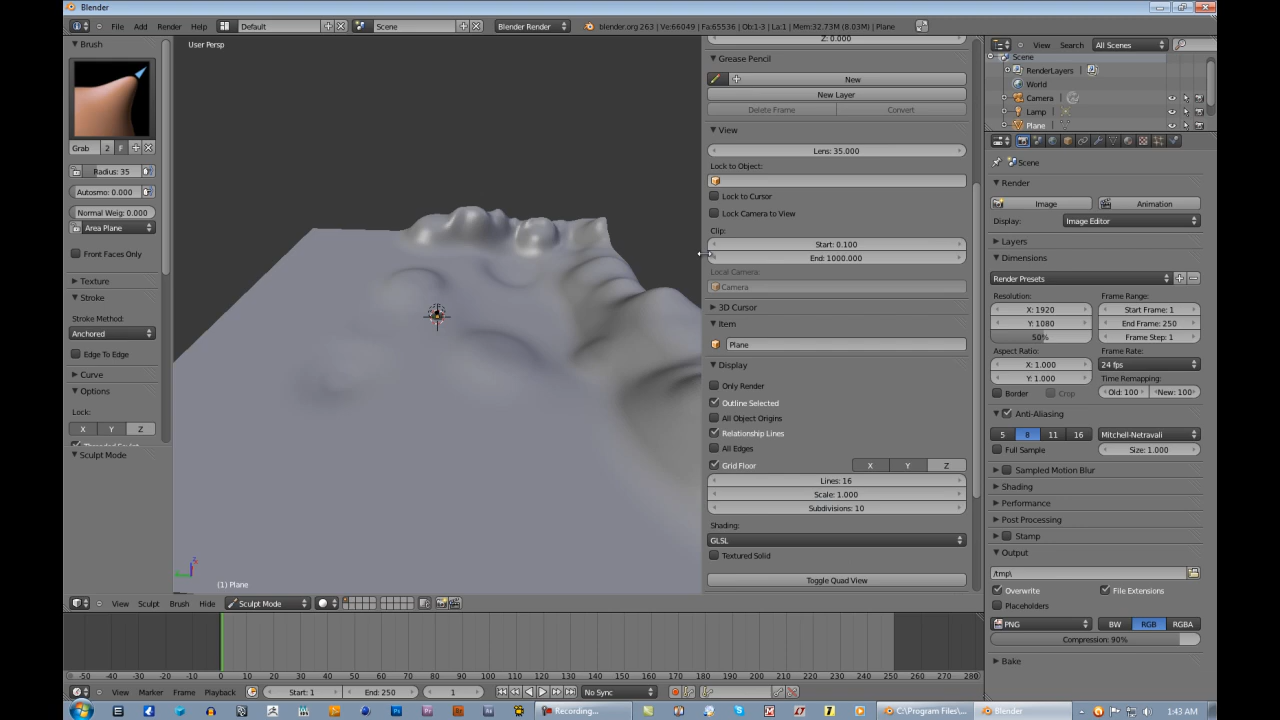 Blender
File Add Render Help Default Scene Blender Render blender.org 263 | Ve:66049 | Fa:65536 | Ob:1-3 | La:1 | Mem:32.73M (8.03M) | Plane
Brush
Grab 2 F
Radius: 35
Autosmo: 0.000
Normal Weig: 0.000
Area Plane
Front Faces Only
Texture
Stroke
Stroke Method:
Anchored
Edge To Edge
Curve
Options
Lock:
X Y Z
Threaded Sculpt
Sculpt Mode
User Persp
(1) Plane
Z: 0.000
Grease Pencil
New
New Layer
Delete Frame Convert
View
Lens: 35.000
Lock to Object:
Lock to Cursor
Lock Camera to View
Clip:
Start: 0.100
End: 1000.000
Local Camera:
Camera
3D Cursor
Item
Plane
Display
Only Render
Outline Selected
All Object Origins
Relationship Lines
All Edges
Grid Floor X Y Z
Lines: 16
Scale: 1.000
Subdivisions: 10
Shading:
GLSL
Textured Solid
Toggle Quad View
View Search All Scenes
Scene
RenderLayers
World
Camera
Lamp
Plane
Scene
Render
Image Animation
Display: Image Editor
Layers
Dimensions
Render Presets
Resolution: Frame Range:
X: 1920 Start Frame: 1
Y: 1080 End Frame: 250
50% Frame Step: 1
Aspect Ratio: Frame Rate:
X: 1.000 24 fps
Y: 1.000 Time Remapping:
Border Crop Old: 100 New: 100
Anti-Aliasing
5 8 11 16 Mitchell-Netravali
Full Sample Size: 1.000
Sampled Motion Blur
Shading
Performance
Post Processing
Stamp
Output
/tmp\
Overwrite File Extensions
Placeholders
PNG BW RGB RGBA
Compression: 90%
Bake
View Sculpt Brush Hide Sculpt Mode
-50 -40 -30 -20 -10 0 10 20 30 40 50 60 70 80 90 100 110 120 130 140 150 160 170 180 190 200 210 220 230 240 250 260 270 280
View Marker Frame Playback Start: 1 End: 250 1 No Sync
Recording... C:\Program Files\... Blender 1:43 AM